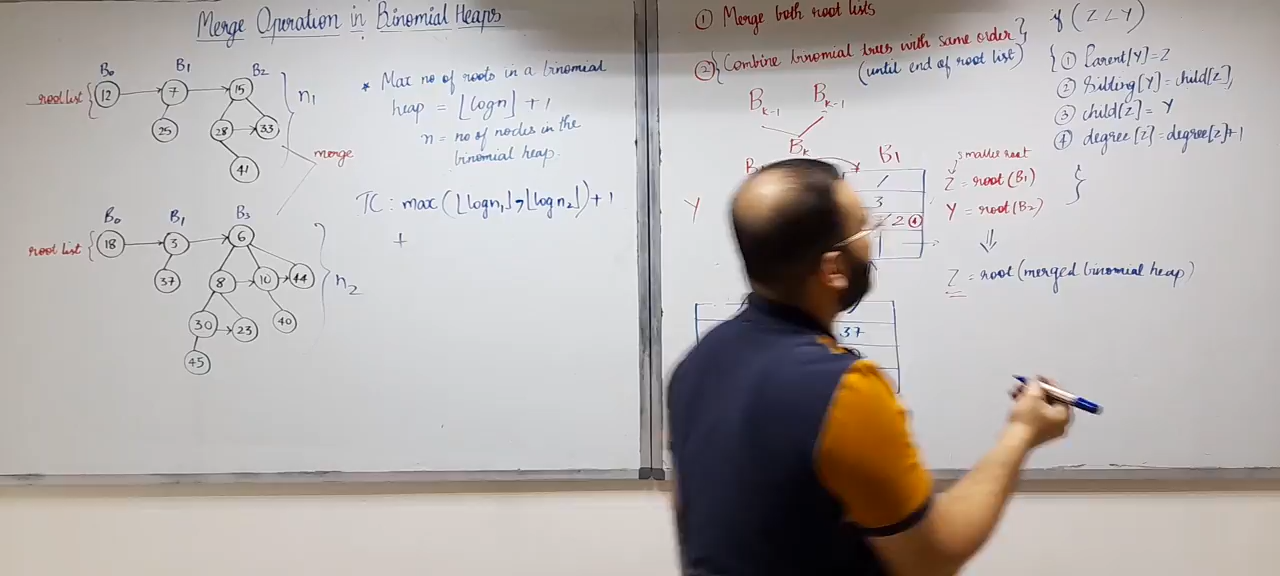 Merge Operation in Binomial Heaps
B0 B1 B2
root list { 12 7 15 n1
25 28 33
41
merge
B0 B1 B3
root list { 18 3 6 n2
37 8 10 44
30 23 40
45
* Max no of roots in a binomial
heap = ⌊log n⌋ + 1
n = no of nodes in the
binomial heap.
TC : max(⌊log n1⌋, ⌊log n2⌋) + 1
+
① Merge both root lists
② { Combine binomial trees with same order }
(until end of root list)
Bk-1 Bk-1
Bk
B1
Y
/
3
2 ④
37
smaller root
Z = root(B1)
Y = root(B2)
⇓
Z = root(merged binomial heap)
if (Z < Y)
{ ① Parent[Y] = Z
② Sibling[Y] = child[Z],
③ child[Z] = Y
④ degree[Z] = degree[Z]+1
}